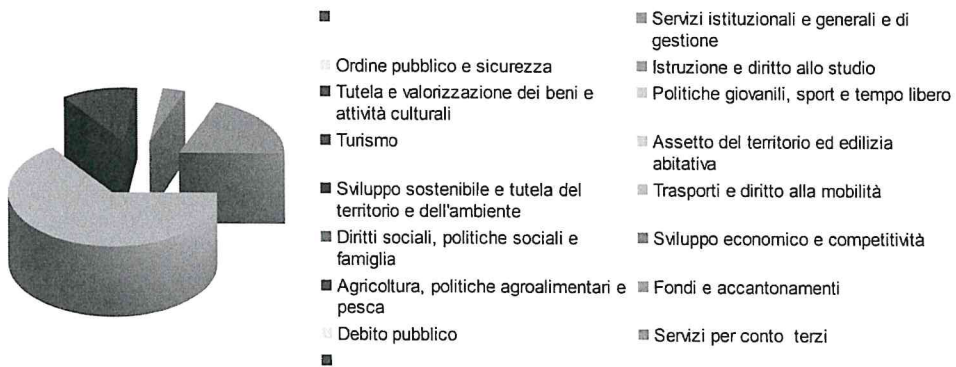 Servizi istituzionali e generali e di
gestione
Ordine pubblico e sicurezza
Istruzione e diritto allo studio
Tutela e valorizzazione dei beni e
attività culturali
Politiche giovanili, sport e tempo libero
Turismo
Assetto del territorio ed edilizia
abitativa
Sviluppo sostenibile e tutela del
territorio e dell'ambiente
Trasporti e diritto alla mobilità
Diritti sociali, politiche sociali e
famiglia
Sviluppo economico e competitività
Agricoltura, politiche agroalimentari e
pesca
Fondi e accantonamenti
Debito pubblico
Servizi per conto terzi